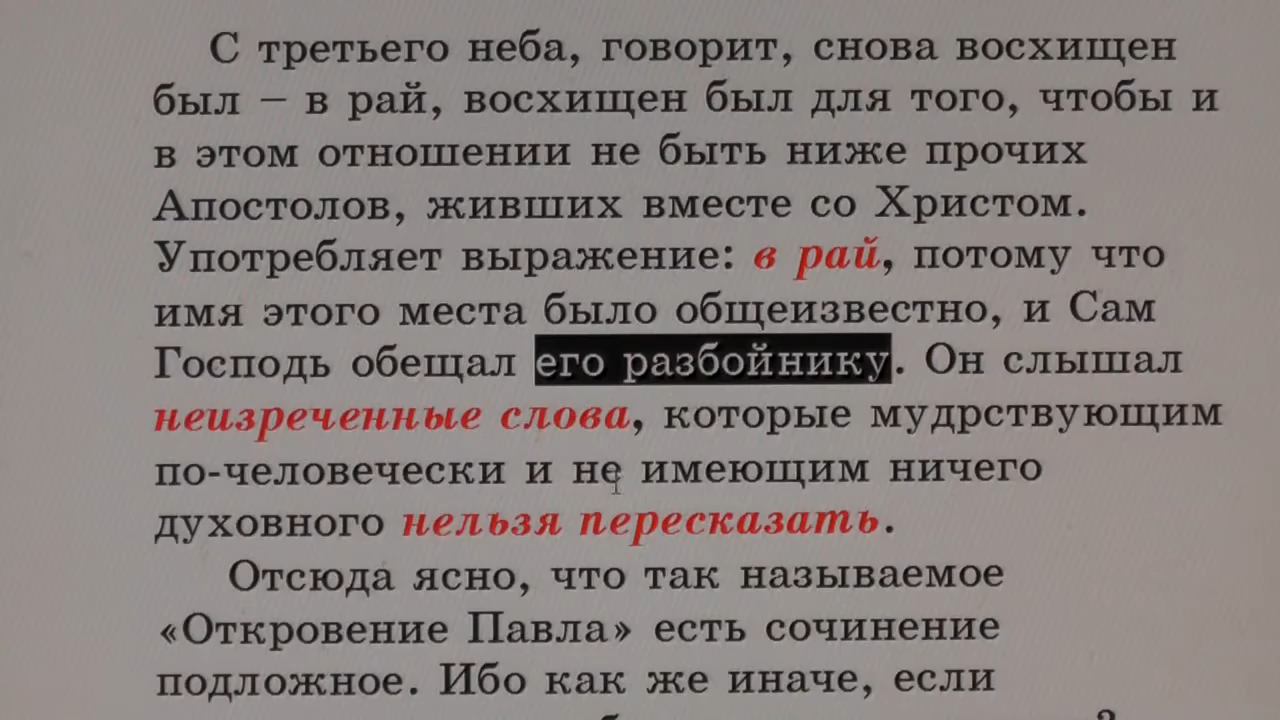 С третьего неба, говорит, снова восхищен
был – в рай, восхищен был для того, чтобы и
в этом отношении не быть ниже прочих
Апостолов, живших вместе со Христом.
Употребляет выражение: в рай, потому что
имя этого места было общеизвестно, и Сам
Господь обещал его разбойнику. Он слышал
неизреченные слова, которые мудрствующим
по-человечески и не имеющим ничего
духовного нельзя пересказать.
Отсюда ясно, что так называемое
«Откровение Павла» есть сочинение
подложное. Ибо как же иначе, если